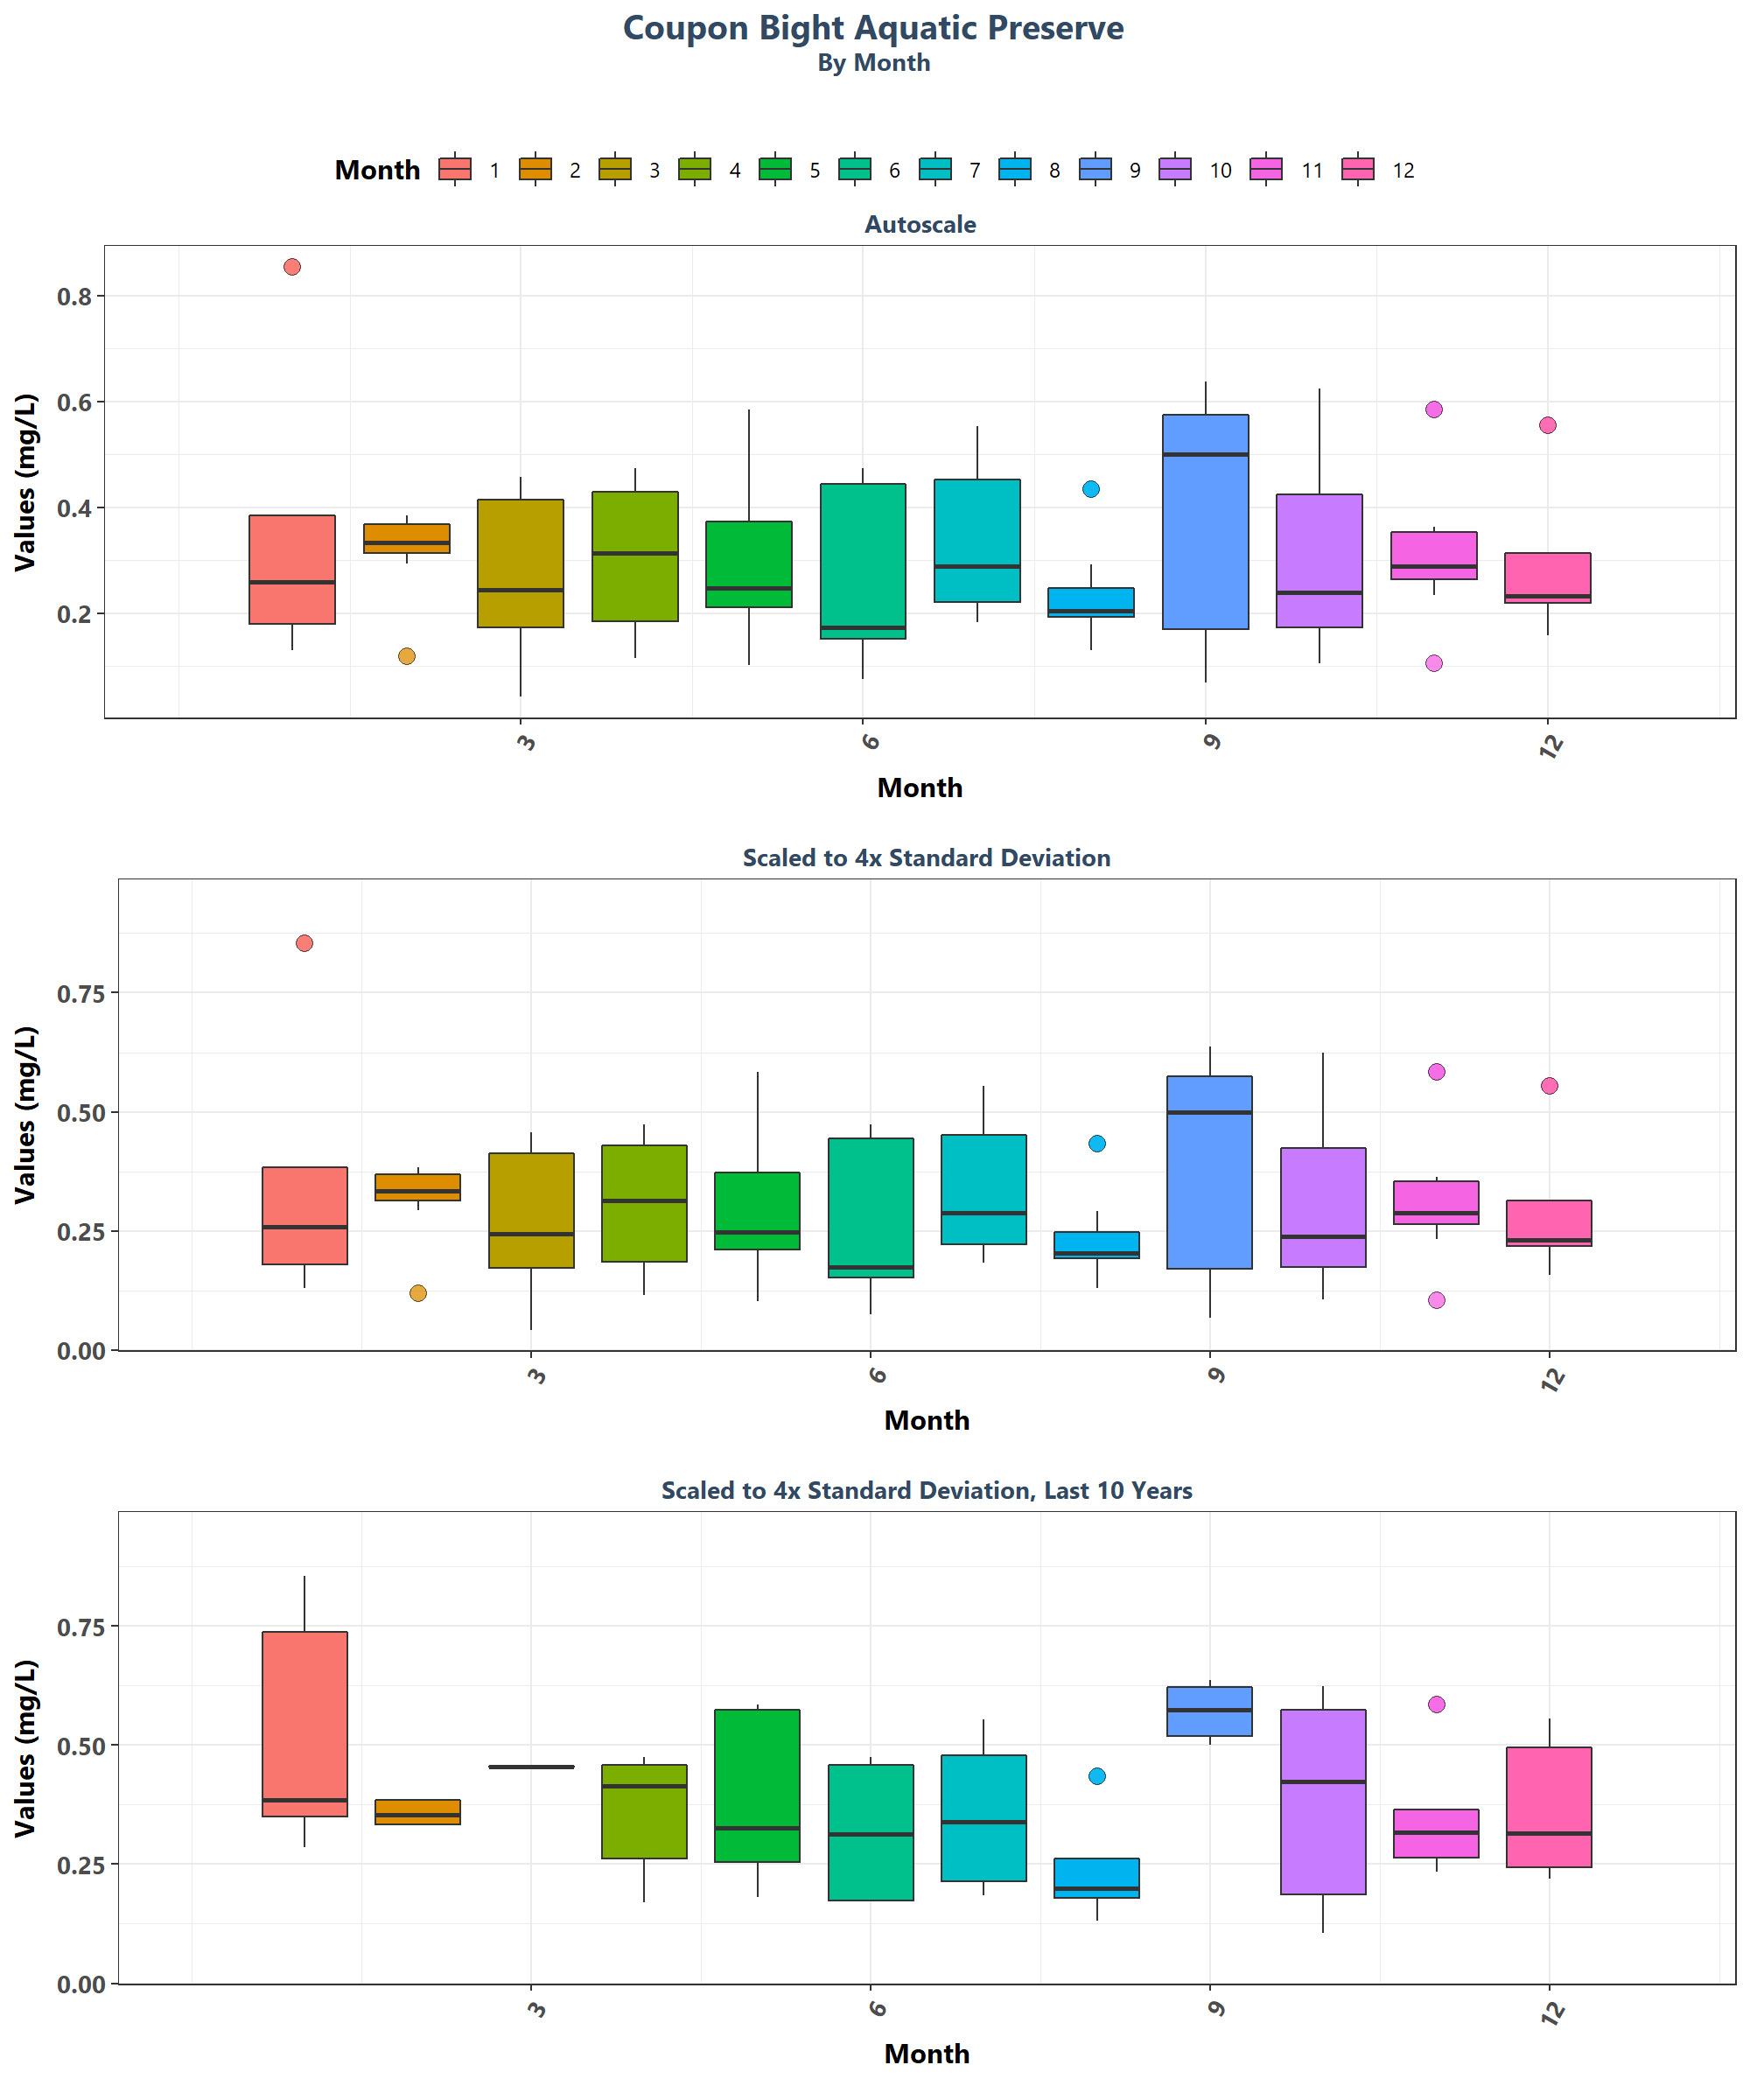 Coupon Bight Aquatic Preserve
By Month
Month 1 2 3 4 5 6 7 8 9 10 11 12
Autoscale
Values (mg/L)
0.8
0.6
0.4
0.2
3 6 9 12
Month
Scaled to 4x Standard Deviation
Values (mg/L)
0.75
0.50
0.25
0.00
3 6 9 12
Month
Scaled to 4x Standard Deviation, Last 10 Years
Values (mg/L)
0.75
0.50
0.25
0.00
3 6 9 12
Month